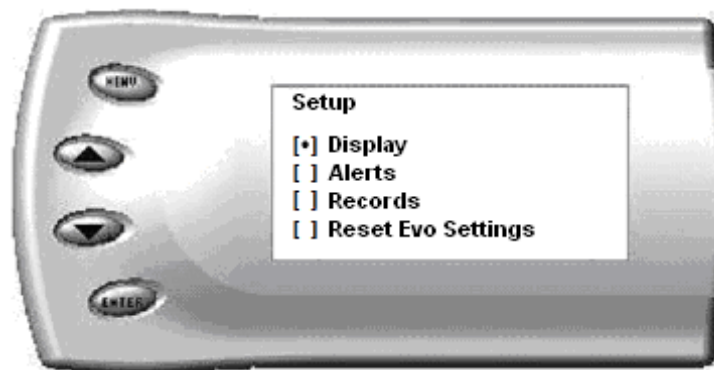 MENU
Setup
[•] Display
[ ] Alerts
[ ] Records
[ ] Reset Evo Settings
ENTER